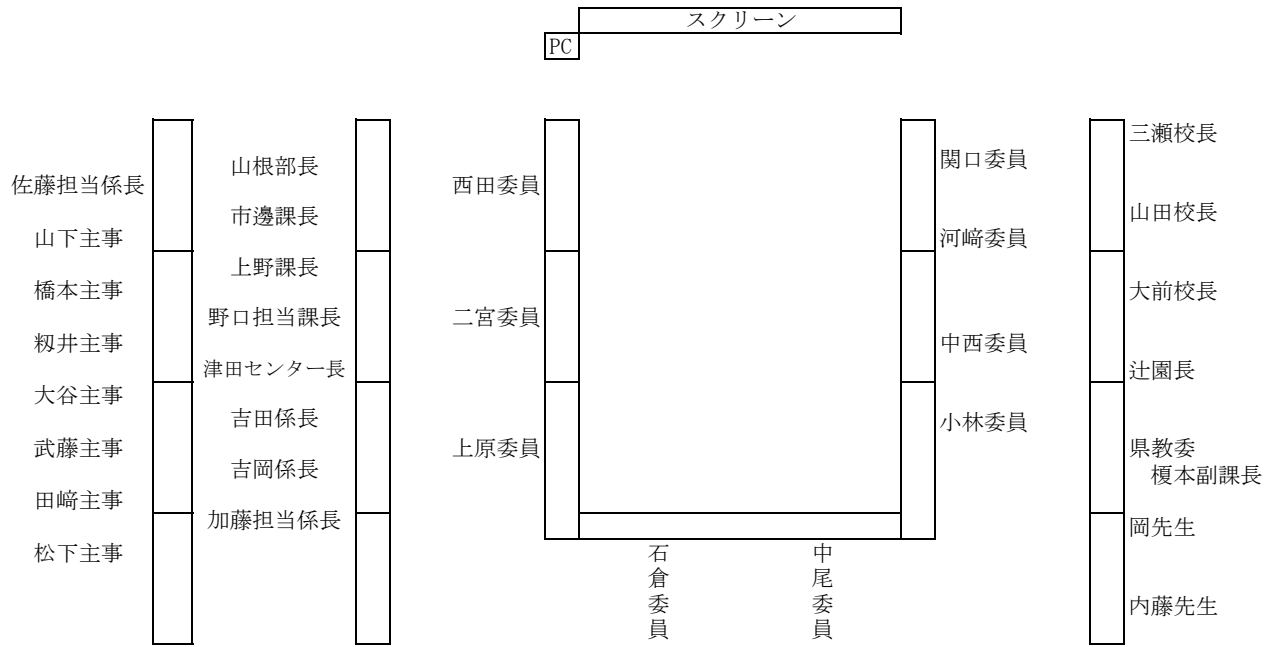 スクリーン
PC
佐藤担当係長
山下主事
橋本主事
籾井主事
大谷主事
武藤主事
田﨑主事
松下主事
山根部長
市邊課長
上野課長
野口担当課長
津田センター長
吉田係長
吉岡係長
加藤担当係長
西田委員
二宮委員
上原委員
石倉委員
中尾委員
関口委員
河﨑委員
中西委員
小林委員
三瀬校長
山田校長
大前校長
辻園長
県教委
榎本副課長
岡先生
内藤先生